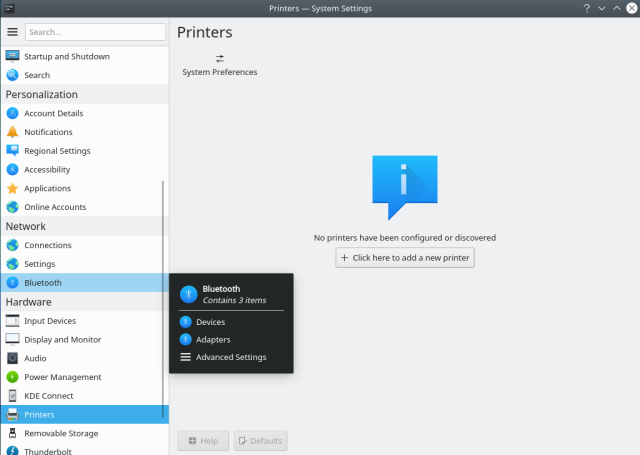 Printers — System Settings
Search...
Startup and Shutdown
Search
Personalization
Account Details
Notifications
Regional Settings
Accessibility
Applications
Online Accounts
Network
Connections
Settings
Bluetooth
Hardware
Input Devices
Display and Monitor
Audio
Power Management
KDE Connect
Printers
Removable Storage
Thunderbolt
Printers
System Preferences
No printers have been configured or discovered
Click here to add a new printer
Bluetooth
Contains 3 items
Devices
Adapters
Advanced Settings
Help
Defaults